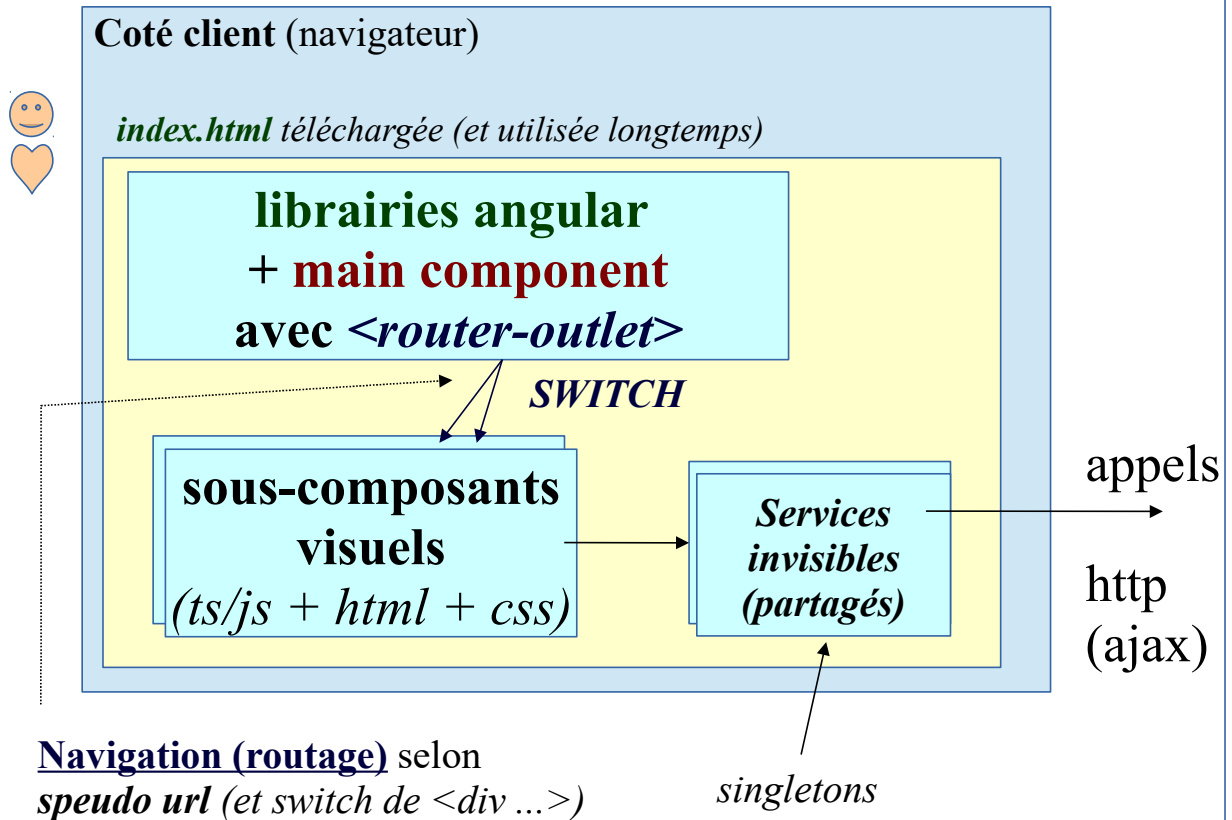 Coté client (navigateur)
index.html téléchargée (et utilisée longtemps)
librairies angular
+ main component
avec <router-outlet>
SWITCH
sous-composants
visuels
(ts/js + html + css)
Services
invisibles
(partagés)
appels
http
(ajax)
Navigation (routage) selon
speudo url (et switch de <div ...>)
singletons